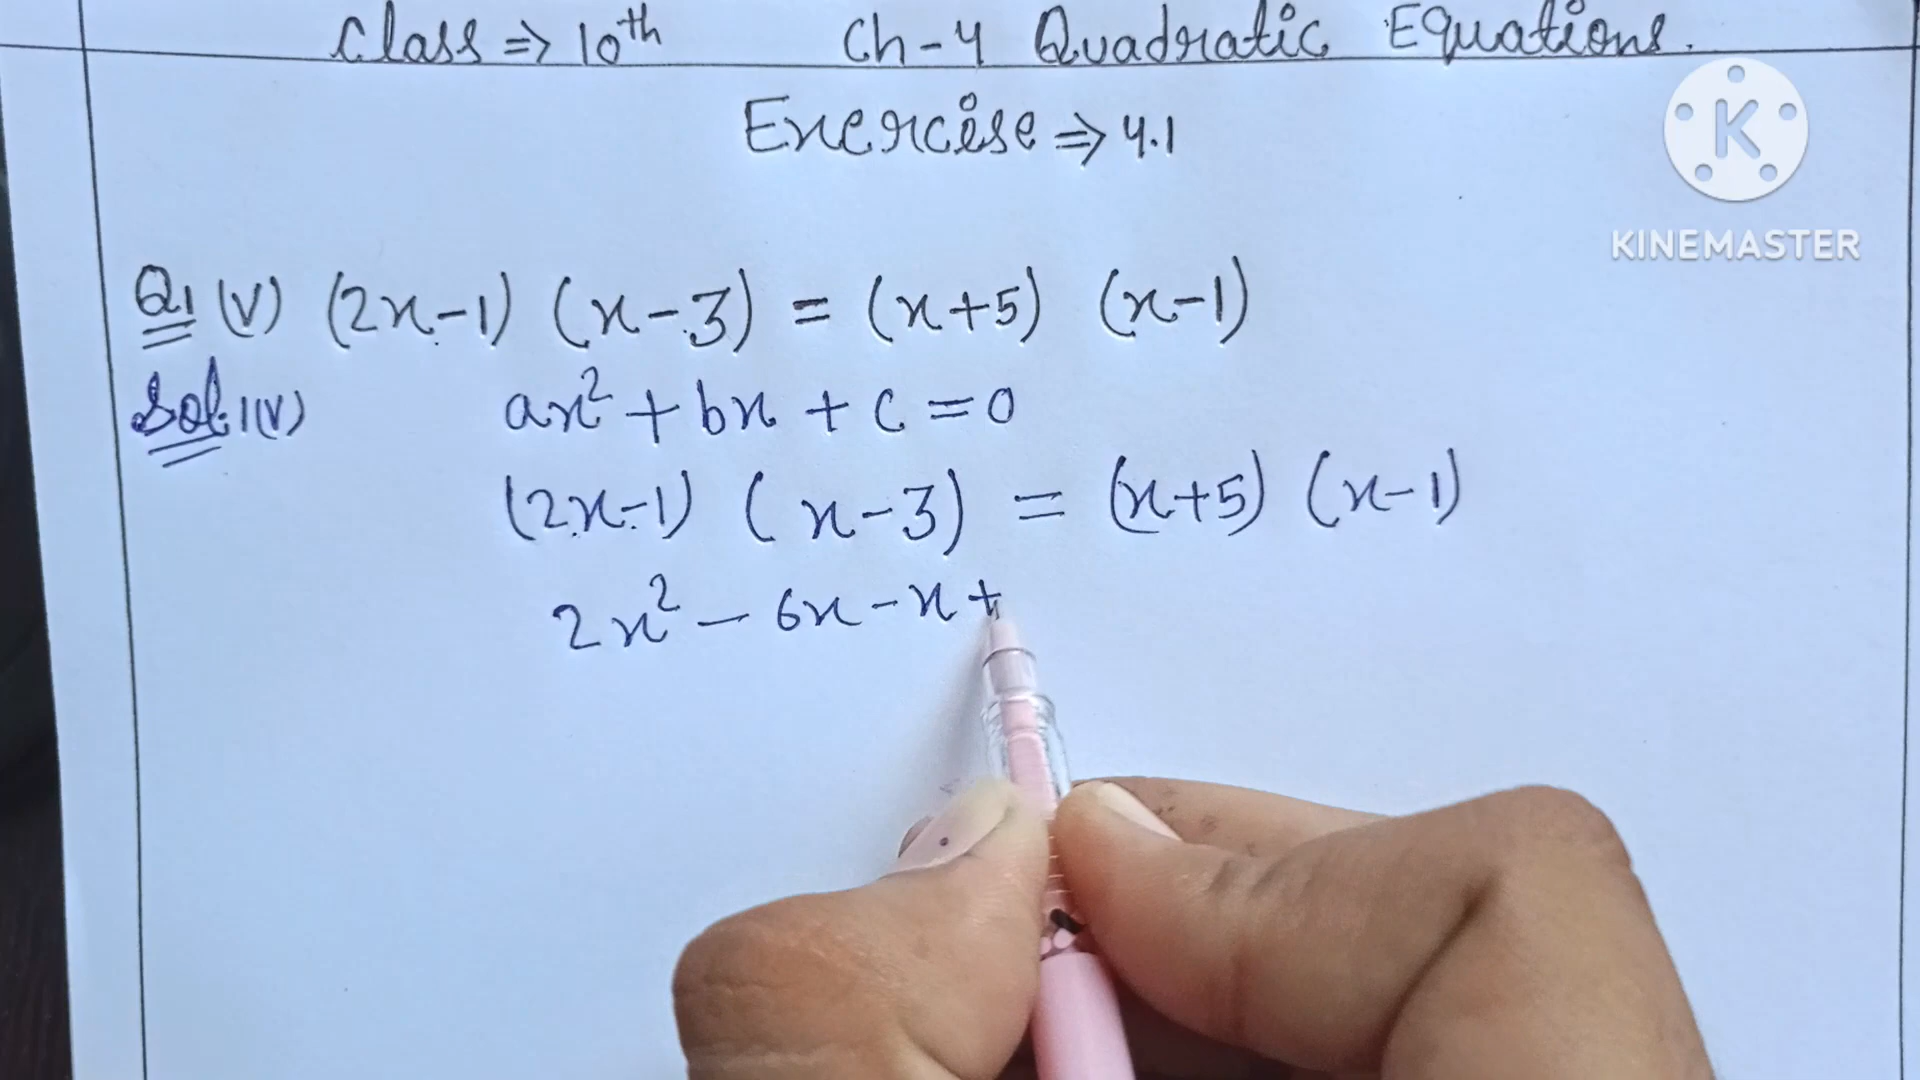 Class ⇒ 10th Ch-4 Quadratic Equations.
Exercise ⇒ 4.1
K
KINEMASTER
Q1 (V) (2x-1) (x-3) = (x+5) (x-1)
Sol. 1(V) ax² + bx + c = 0
(2x-1) (x-3) = (x+5) (x-1)
2x² - 6x - x +